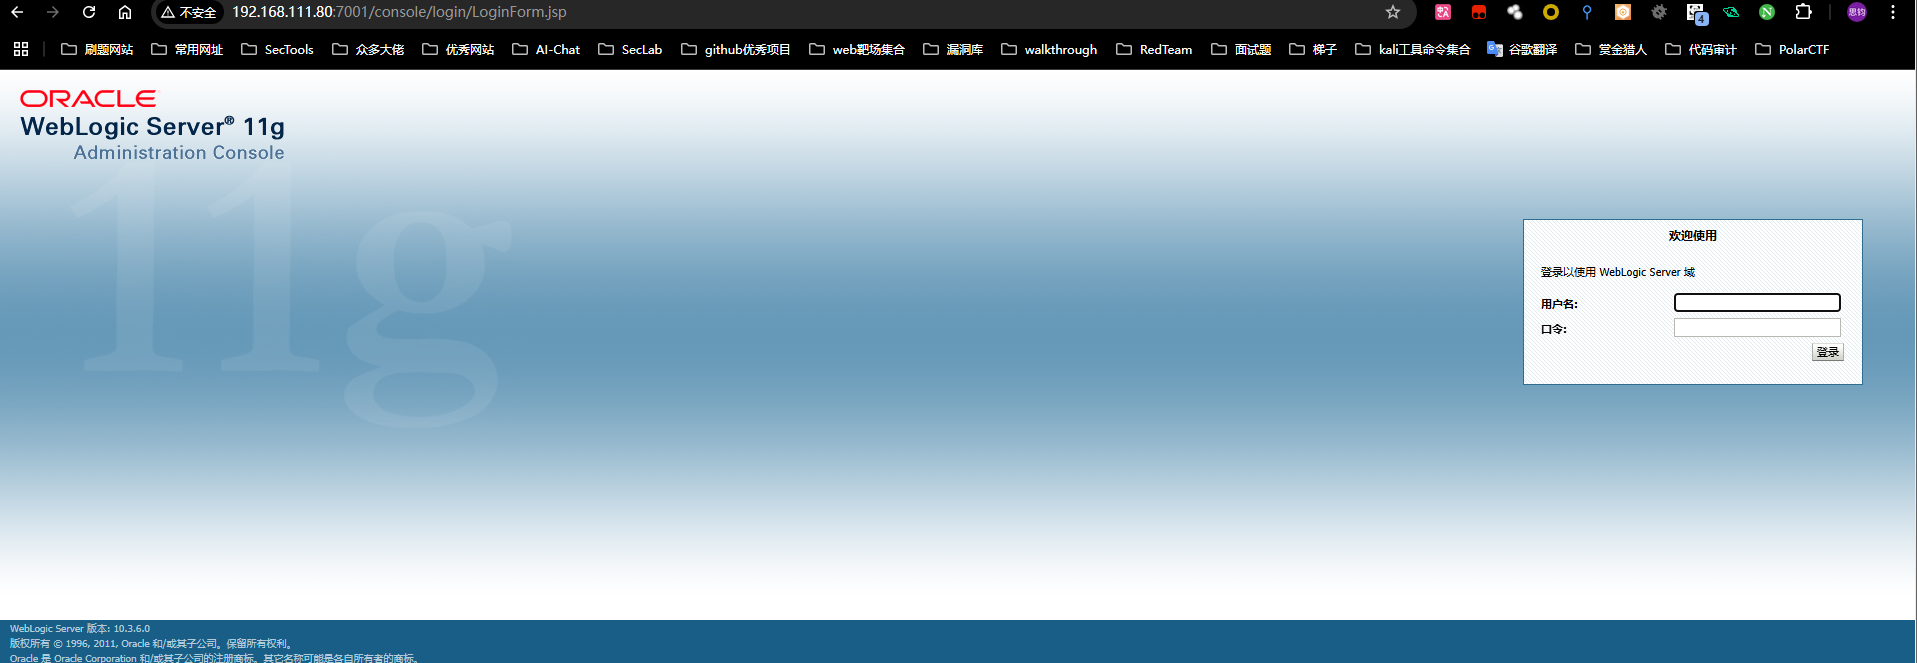 不安全 192.168.111.80:7001/console/login/LoginForm.jsp
4
思钧
刷题网站 常用网址 SecTools 众多大佬 优秀网站 AI-Chat SecLab github优秀项目 web靶场集合 漏洞库 walkthrough RedTeam 面试题 梯子 kali工具命令集合 谷歌翻译 赏金猎人 代码审计 PolarCTF
ORACLE
WebLogic Server® 11g
Administration Console
11g
欢迎使用
登录以使用 WebLogic Server 域
用户名:
口令:
登录
WebLogic Server 版本: 10.3.6.0
版权所有 © 1996, 2011, Oracle 和/或其子公司。保留所有权利。
Oracle 是 Oracle Corporation 和/或其子公司的注册商标。其它名称可能是各自所有者的商标。